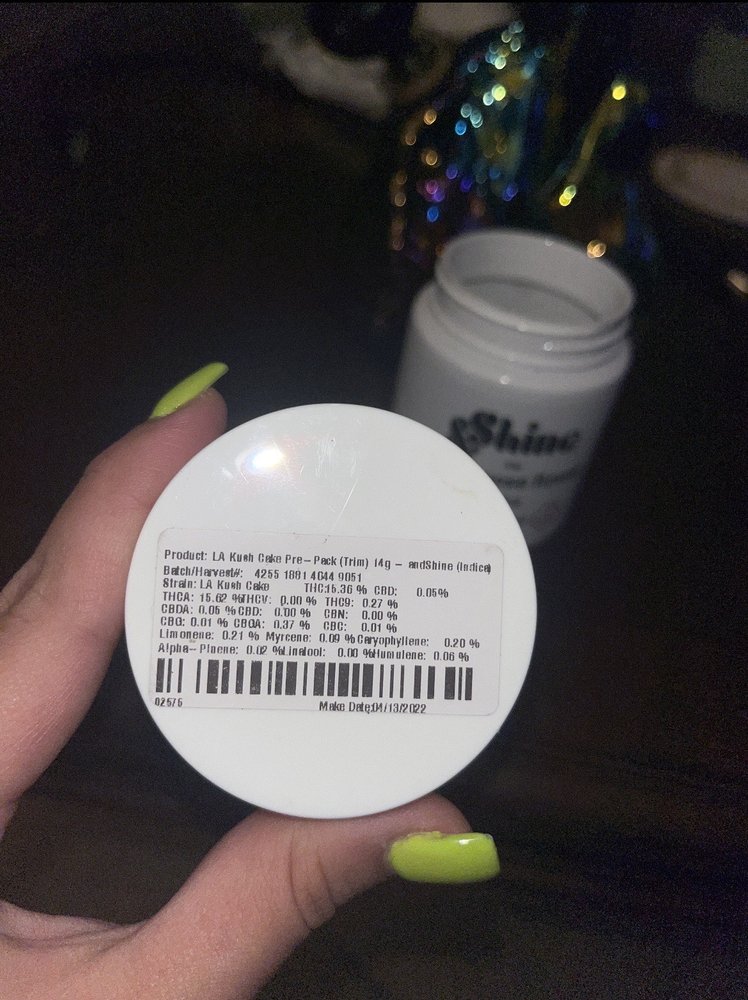 &Shine
Product: LA Kush Cake Pre-Pack (Trim) 14g - andShine (Indica)
Batch/Harvest#: 4255 1881 4044 9051
Strain: LA Kush Cake THC:15.36 % CBD: 0.05%
THCA: 15.62 %THCV: 0.00 % THC9: 0.27 %
CBDA: 0.05 %CBD: 0.00 % CBN: 0.00 %
CBG: 0.01 % CBGA: 0.37 % CBC: 0.01 %
Limonene: 0.21 % Myrcene: 0.09 %Caryophyllene: 0.20 %
Alpha-Pinene: 0.02 %Linalool: 0.00 %Humulene: 0.06 %
02575 Make Date:04/13/2022